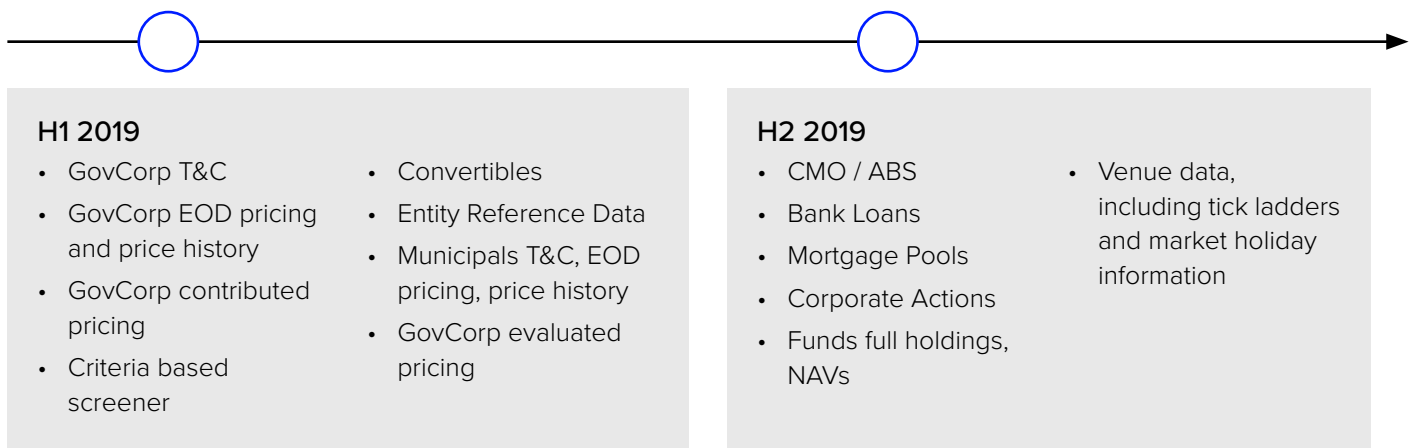 H1 2019
• GovCorp T&C
• GovCorp EOD pricing
and price history
• GovCorp contributed
pricing
• Criteria based
screener
• Convertibles
• Entity Reference Data
• Municipals T&C, EOD
pricing, price history
• GovCorp evaluated
pricing
H2 2019
• CMO / ABS
• Bank Loans
• Mortgage Pools
• Corporate Actions
• Funds full holdings,
NAVs
• Venue data,
including tick ladders
and market holiday
information